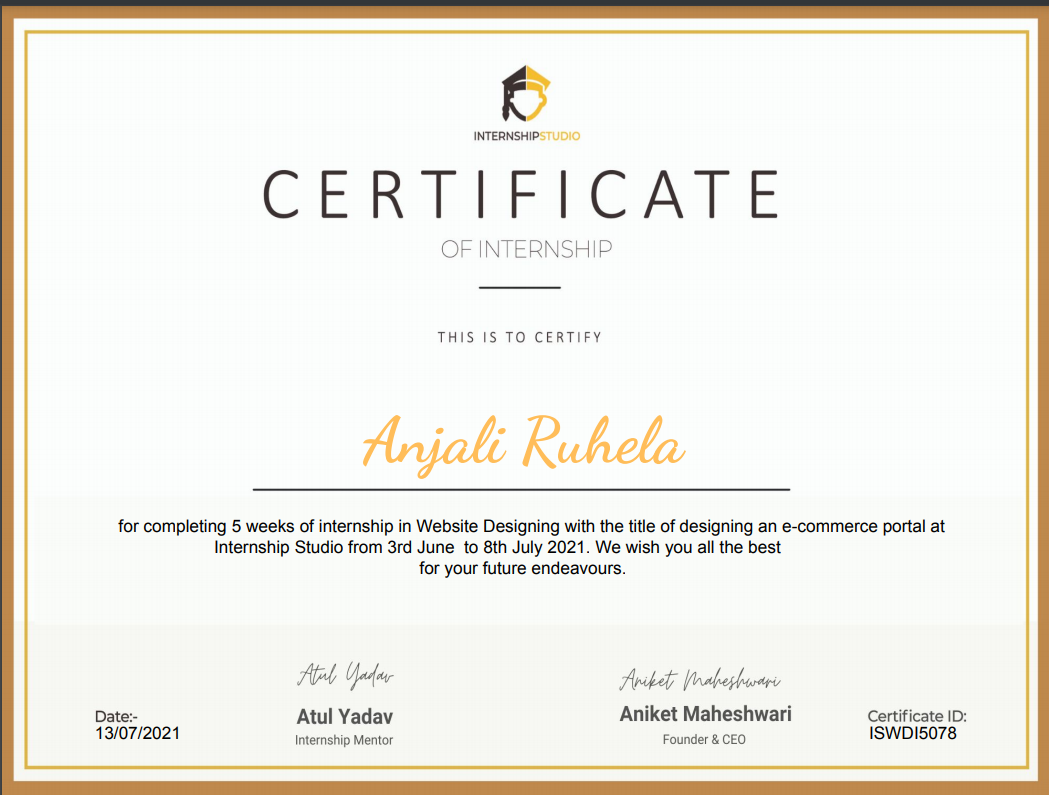 INTERNSHIPSTUDIO
CERTIFICATE
OF INTERNSHIP
THIS IS TO CERTIFY
Anjali Ruhela
for completing 5 weeks of internship in Website Designing with the title of designing an e-commerce portal at
Internship Studio from 3rd June  to 8th July 2021. We wish you all the best
for your future endeavours.
Atul Yadav
Aniket Maheshwari
Atul Yadav
Aniket Maheshwari
Internship Mentor
Founder & CEO
Date:-
13/07/2021
Certificate ID:
ISWDI5078